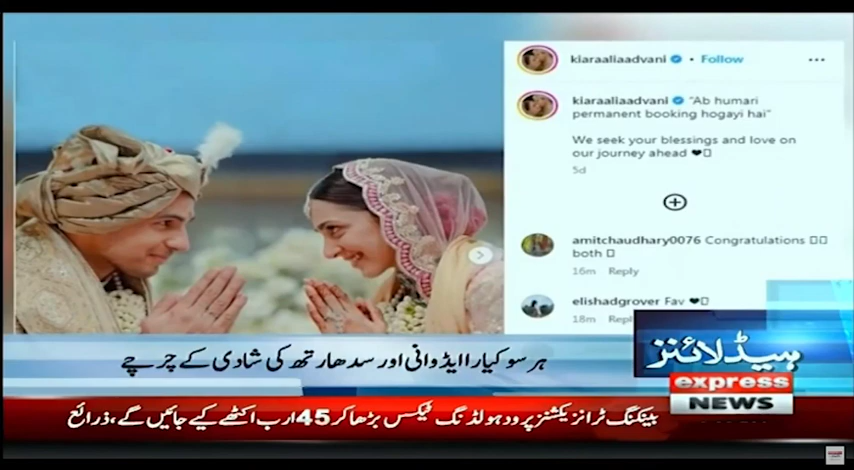 kiaraaliaadvani • Follow ...
kiaraaliaadvani "Ab humari
permanent booking hogayi hai"
We seek your blessings and love on
our journey ahead ❤
5d
amitchaudhary0076 Congratulations
both
16m Reply
elishadgrover Fav ❤
18m
ہر سو کیارا ایڈوانی اور سدھارتھ کی شادی کے چرچے
ہیڈلائنز
express
NEWS
بینکنگ ٹرانزیکشنز پر ودہولڈنگ ٹیکس بڑھا کر 45 ارب اکٹھے کیے جائیں گے، ذرائع